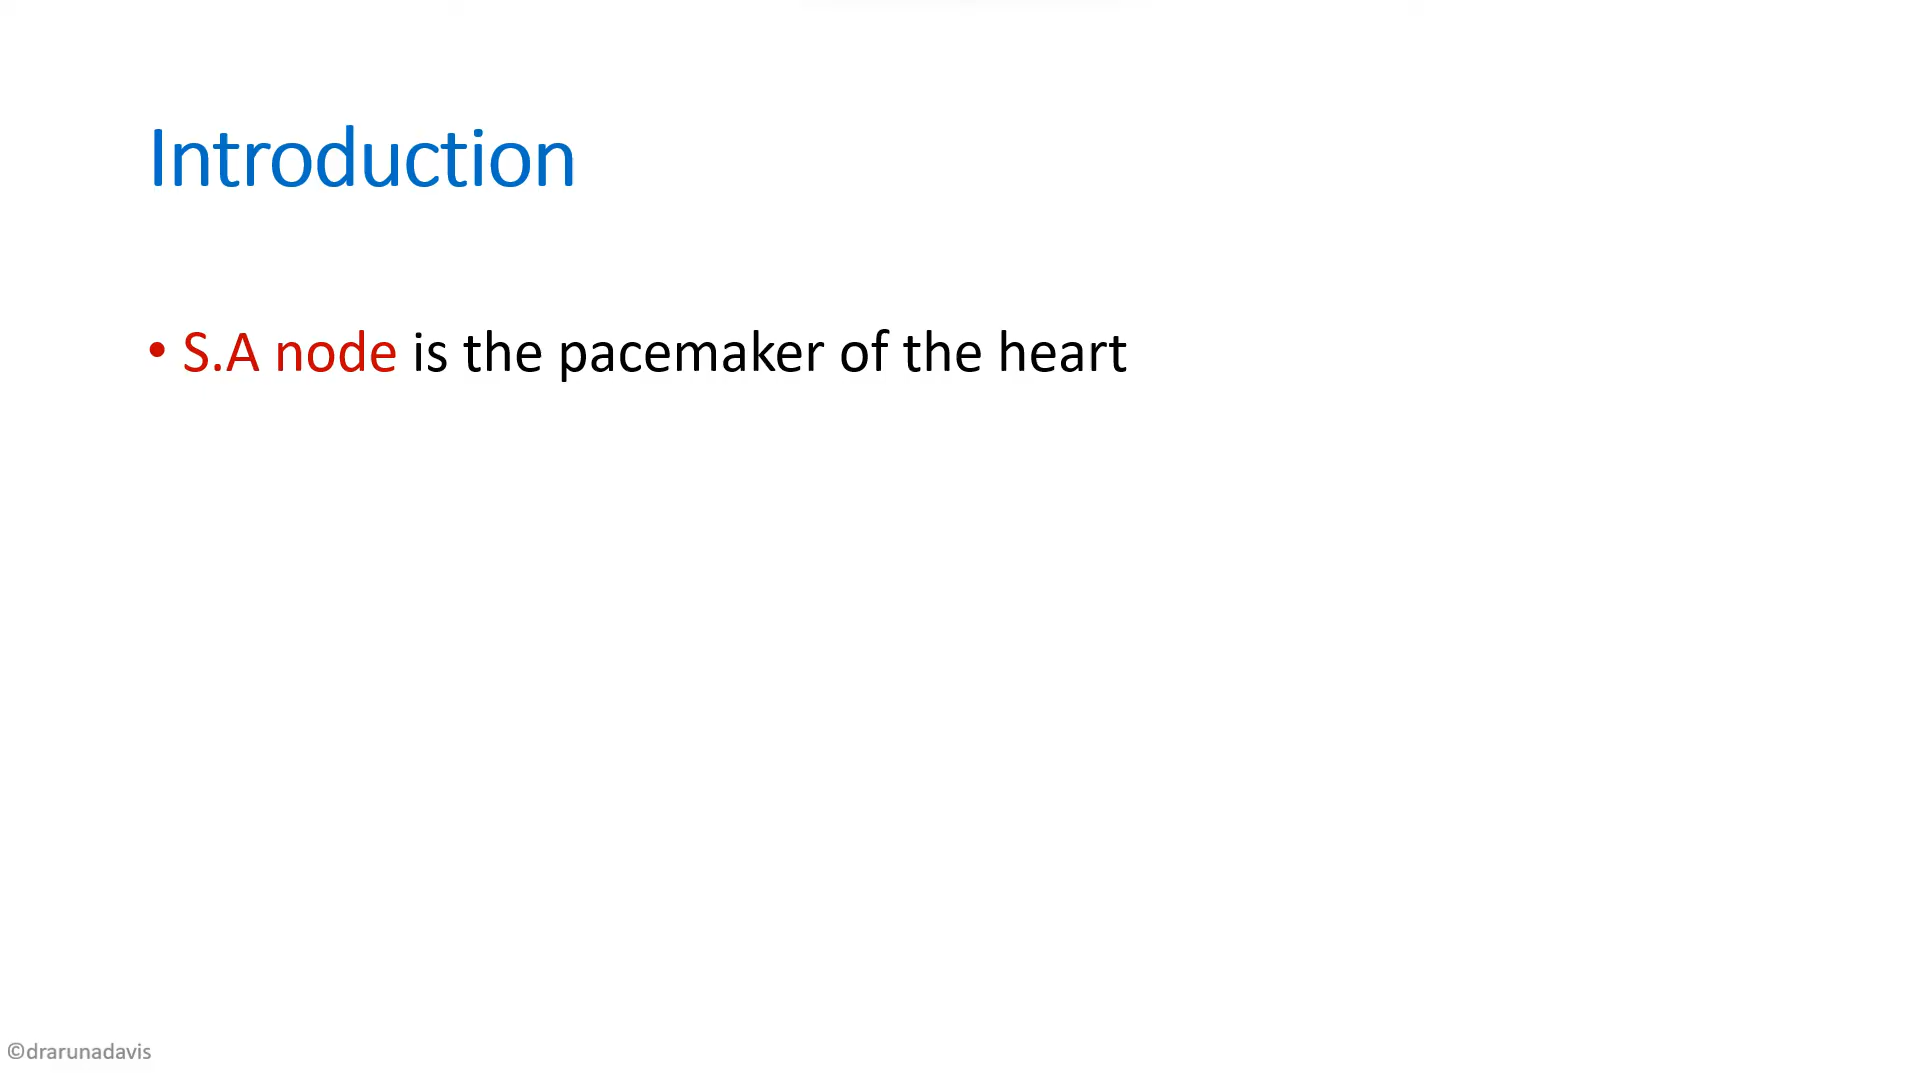 Introduction
• S.A node is the pacemaker of the heart
©drarunadavis